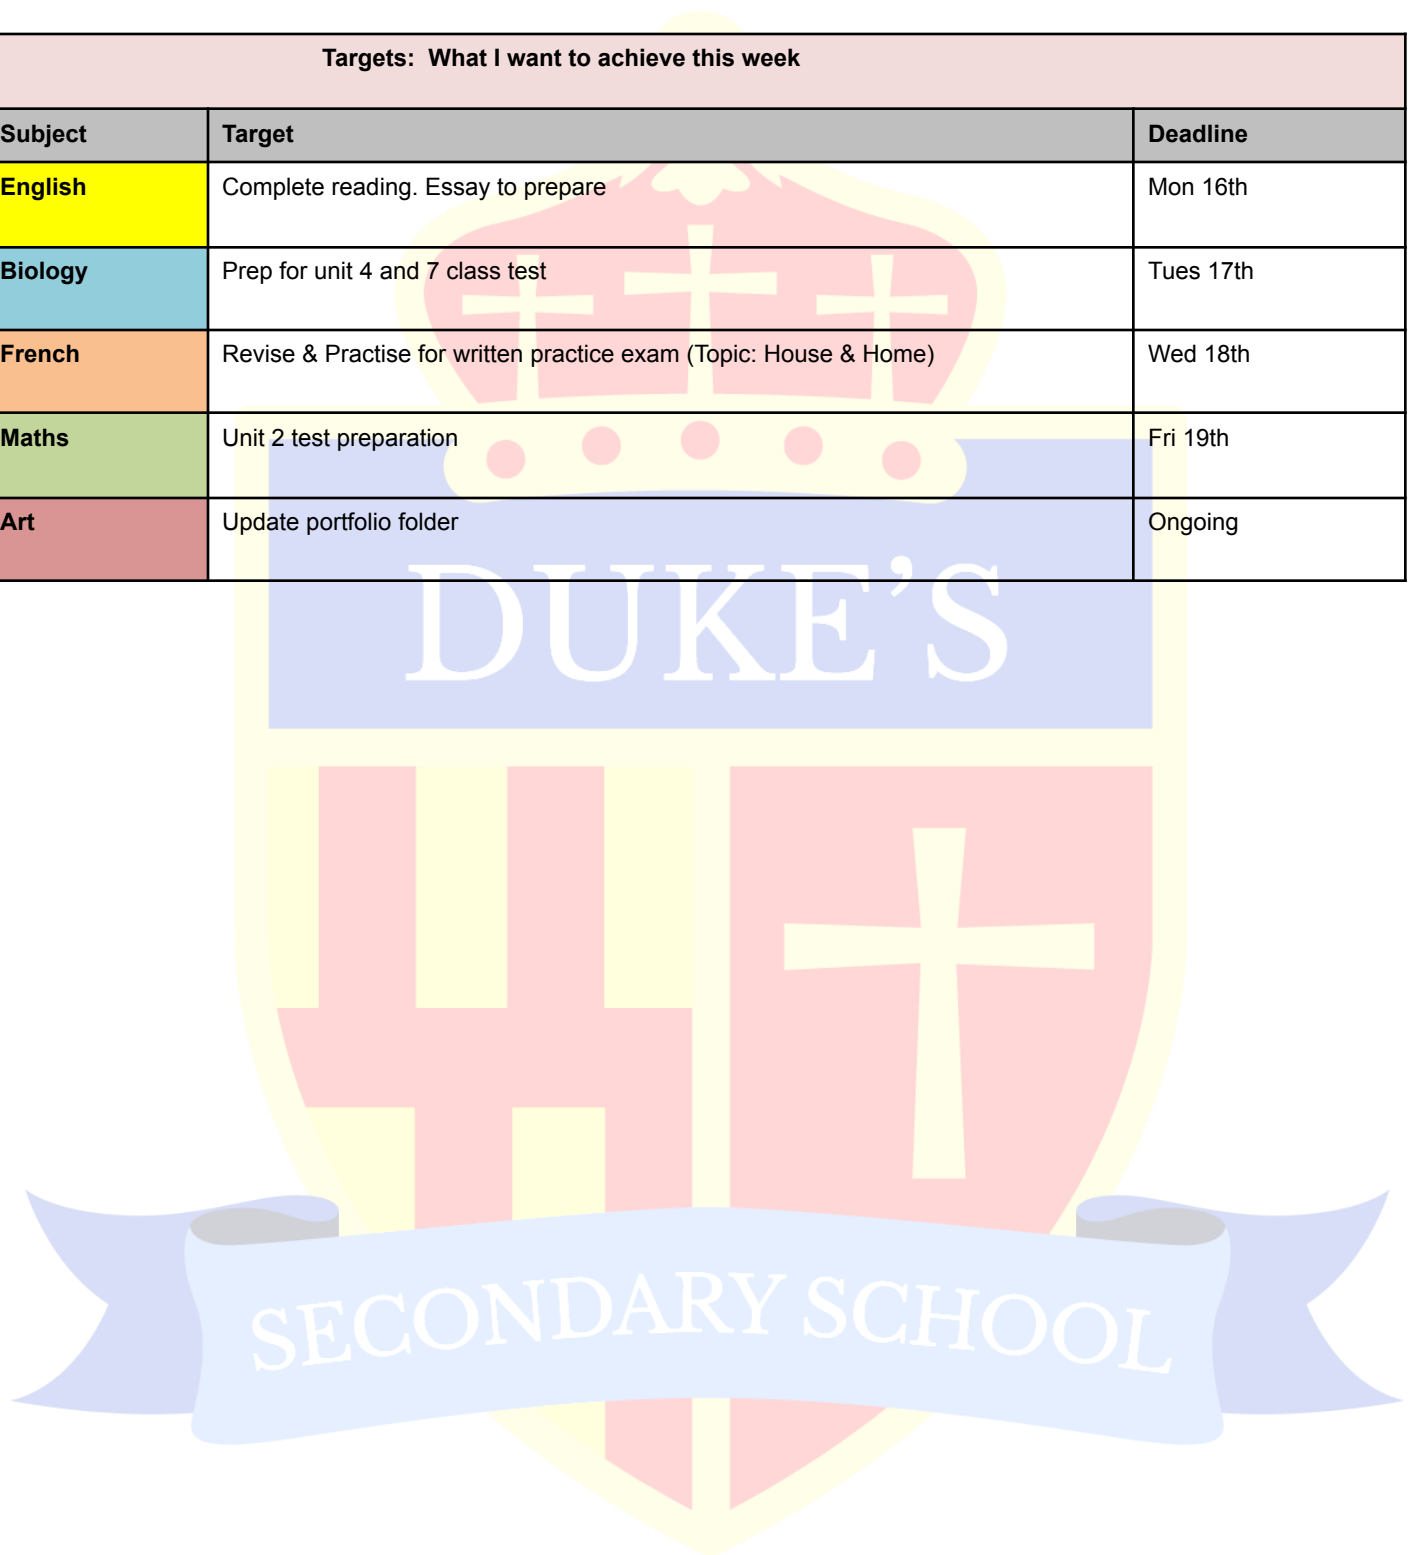 Targets:  What I want to achieve this week
Subject Target Deadline
English Complete reading. Essay to prepare Mon 16th
Biology Prep for unit 4 and 7 class test Tues 17th
French Revise & Practise for written practice exam (Topic: House & Home) Wed 18th
Maths Unit 2 test preparation Fri 19th
Art Update portfolio folder Ongoing
DUKE’S
SECONDARY SCHOOL